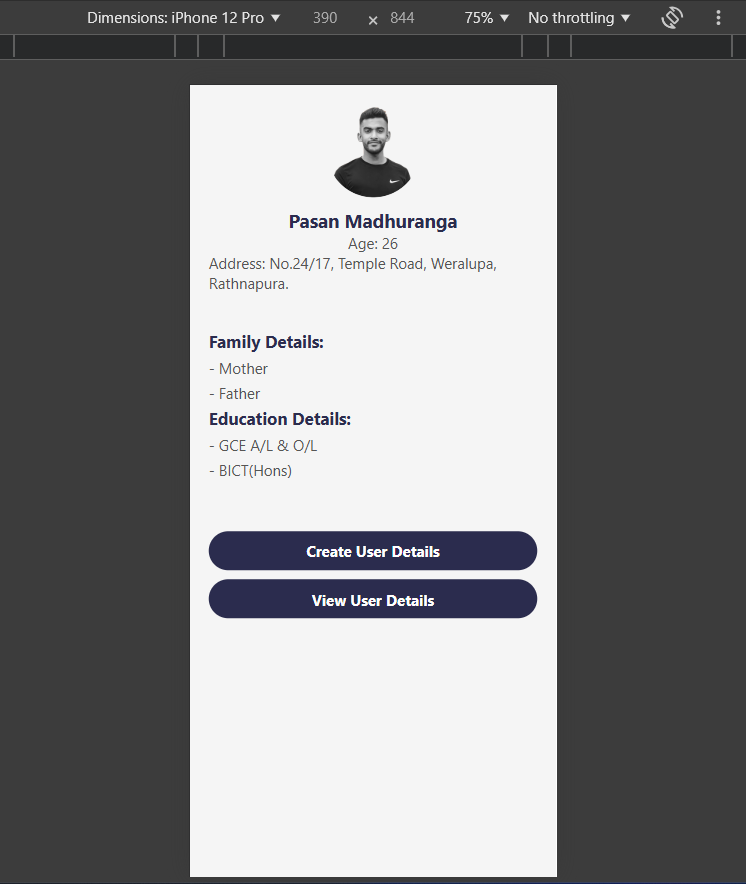 Dimensions: iPhone 12 Pro ▼ 390 × 844 75% ▼ No throttling ▼
Pasan Madhuranga
Age: 26
Address: No.24/17, Temple Road, Weralupa,
Rathnapura.
Family Details:
- Mother
- Father
Education Details:
- GCE A/L & O/L
- BICT(Hons)
Create User Details
View User Details